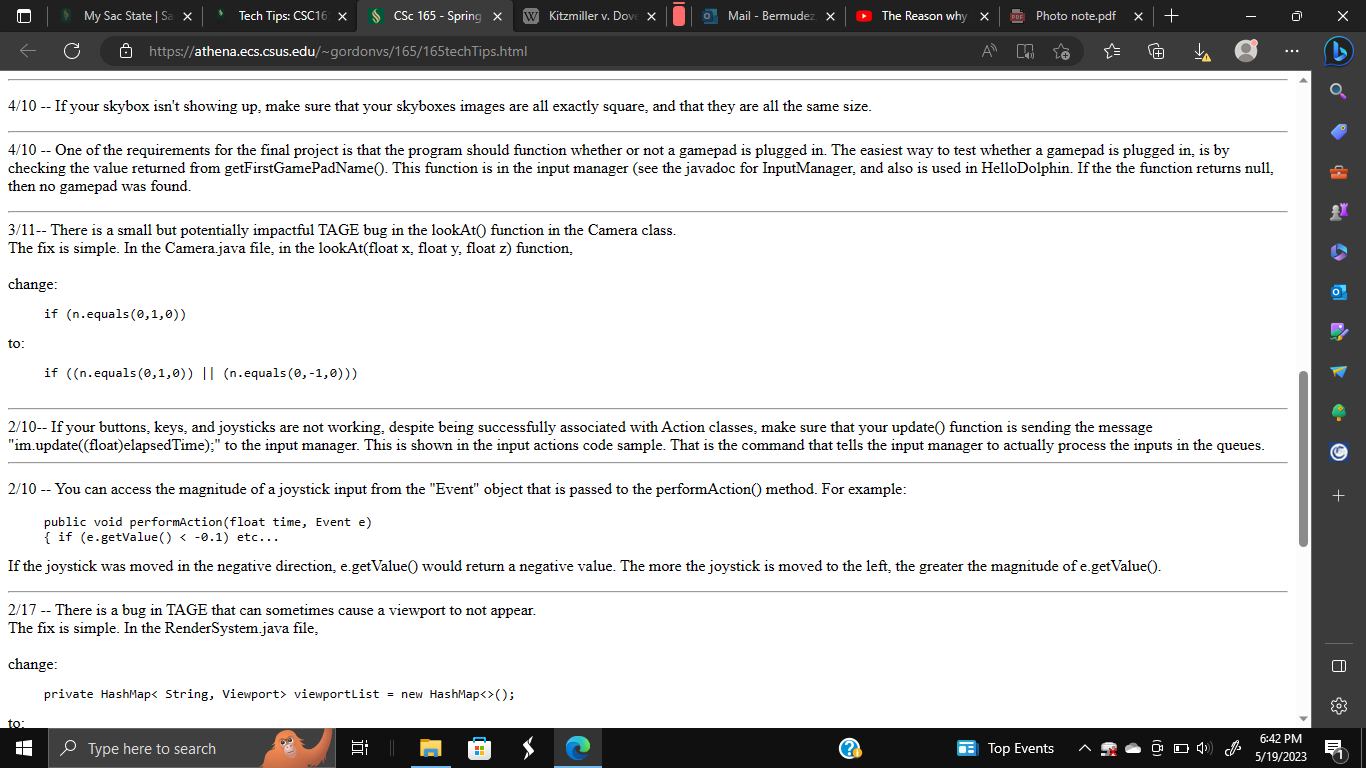 My Sac State | Sa
Tech Tips: CSC16
CSc 165 - Spring
Kitzmiller v. Dove
Mail - Bermudez,
The Reason why
Photo note.pdf
https://athena.ecs.csus.edu/~gordonvs/165/165techTips.html
4/10 -- If your skybox isn't showing up, make sure that your skyboxes images are all exactly square, and that they are all the same size.
4/10 -- One of the requirements for the final project is that the program should function whether or not a gamepad is plugged in. The easiest way to test whether a gamepad is plugged in, is by
checking the value returned from getFirstGamePadName(). This function is in the input manager (see the javadoc for InputManager, and also is used in HelloDolphin. If the the function returns null,
then no gamepad was found.
3/11-- There is a small but potentially impactful TAGE bug in the lookAt() function in the Camera class.
The fix is simple. In the Camera.java file, in the lookAt(float x, float y, float z) function,
change:
if (n.equals(0,1,0))
to:
if ((n.equals(0,1,0)) || (n.equals(0,-1,0)))
2/10-- If your buttons, keys, and joysticks are not working, despite being successfully associated with Action classes, make sure that your update() function is sending the message
"im.update((float)elapsedTime);" to the input manager. This is shown in the input actions code sample. That is the command that tells the input manager to actually process the inputs in the queues.
2/10 -- You can access the magnitude of a joystick input from the "Event" object that is passed to the performAction() method. For example:
public void performAction(float time, Event e)
{ if (e.getValue() < -0.1) etc...
If the joystick was moved in the negative direction, e.getValue() would return a negative value. The more the joystick is moved to the left, the greater the magnitude of e.getValue().
2/17 -- There is a bug in TAGE that can sometimes cause a viewport to not appear.
The fix is simple. In the RenderSystem.java file,
change:
private HashMap< String, Viewport> viewportList = new HashMap<>();
to:
Type here to search
Top Events
6:42 PM
5/19/2023
1